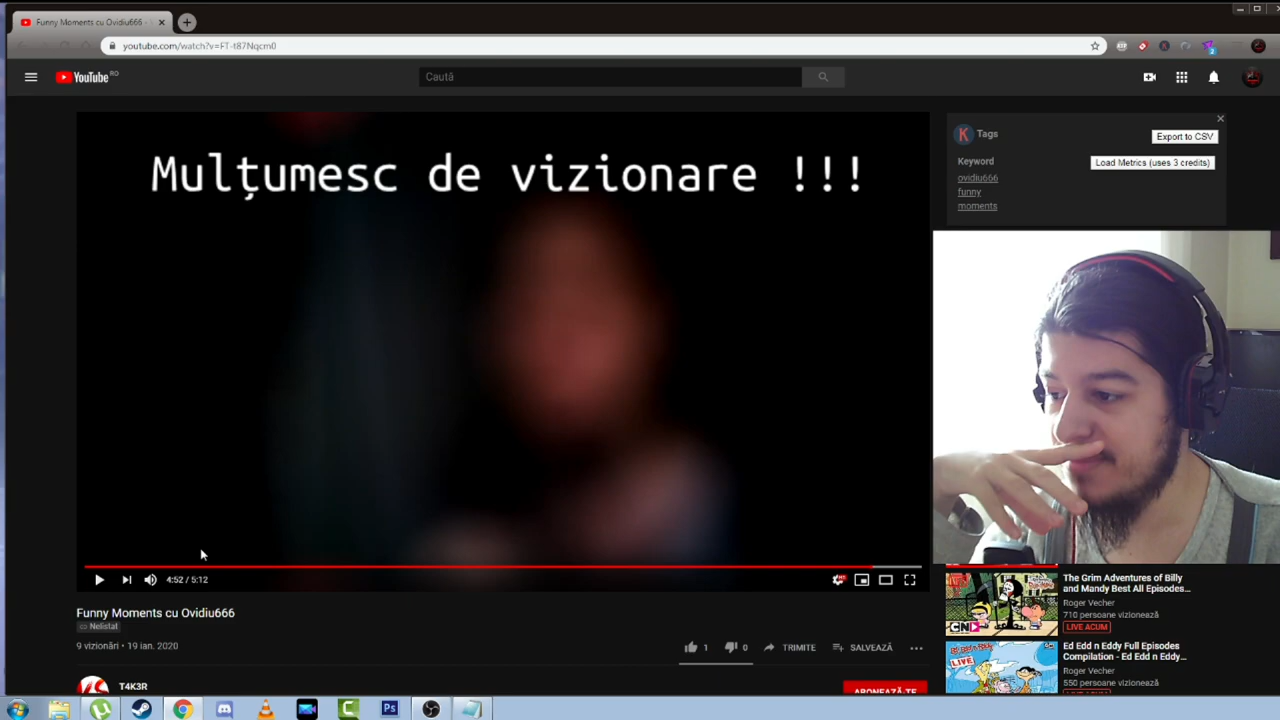 Funny Moments cu Ovidiu666 -
youtube.com/watch?v=FT-t87Nqcm0
YouTube RO
Caută
Mulțumesc de vizionare !!!
K Tags
Export to CSV
Keyword
Load Metrics (uses 3 credits)
ovidiu666
funny
moments
4:52 / 5:12
Funny Moments cu Ovidiu666
Nelistat
9 vizionări • 19 ian. 2020
1
0
TRIMITE
SALVEAZĂ
T4K3R
ABONEAZĂ-TE
The Grim Adventures of Billy
and Mandy Best All Episodes...
Roger Vecher
710 persoane vizionează
LIVE ACUM
Ed Edd n Eddy Full Episodes
Compilation - Ed Edd n Eddy...
Roger Vecher
550 persoane vizionează
LIVE
CN
Ps